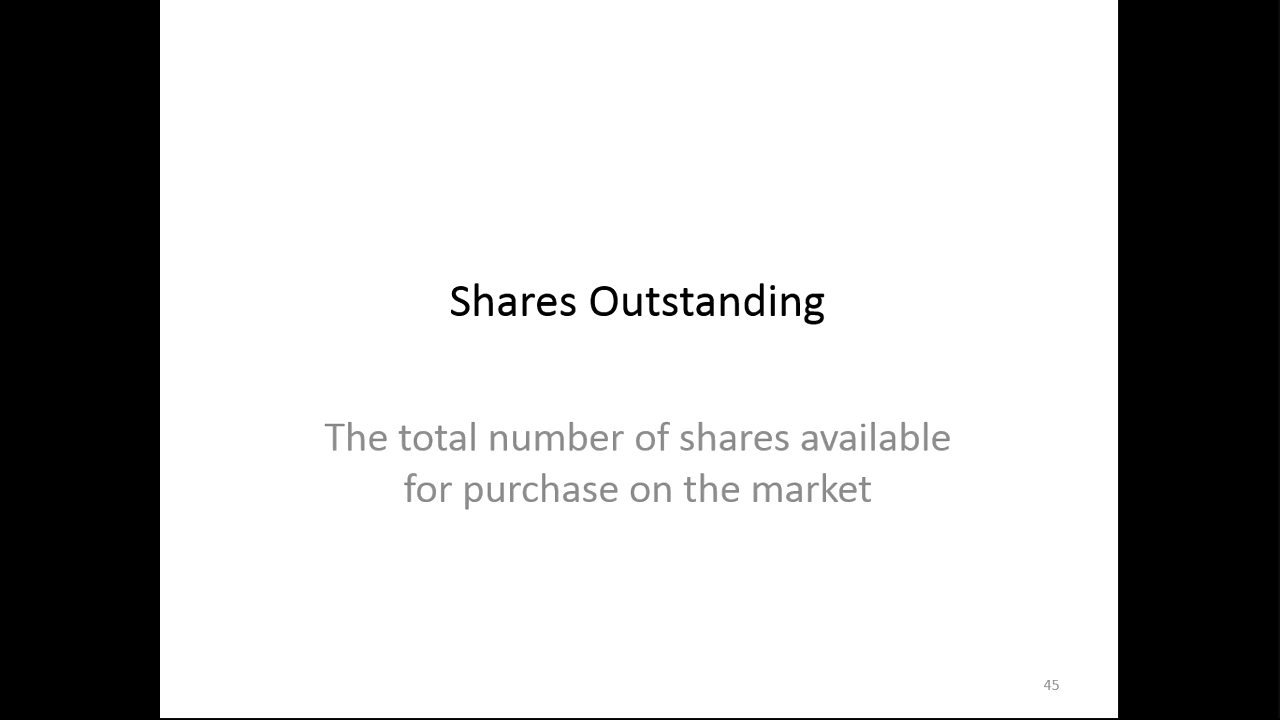 Shares Outstanding
The total number of shares available
for purchase on the market
45